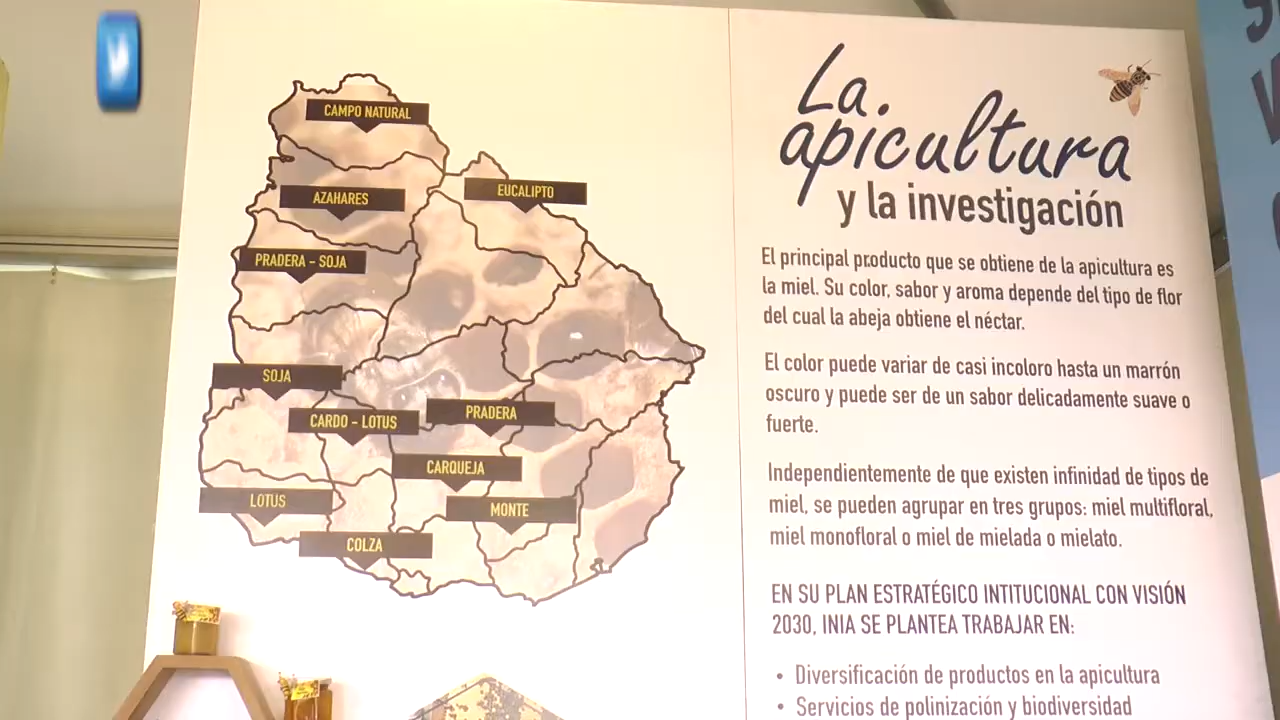 CAMPO NATURAL
AZAHARES
EUCALIPTO
PRADERA - SOJA
SOJA
CARDO - LOTUS
PRADERA
CARQUEJA
LOTUS
MONTE
COLZA
La
apicultura
y la investigación
El principal producto que se obtiene de la apicultura es
la miel. Su color, sabor y aroma depende del tipo de flor
del cual la abeja obtiene el néctar.
El color puede variar de casi incoloro hasta un marrón
oscuro y puede ser de un sabor delicadamente suave o
fuerte.
Independientemente de que existen infinidad de tipos de
miel, se pueden agrupar en tres grupos: miel multifloral,
miel monofloral o miel de mielada o mielato.
EN SU PLAN ESTRATÉGICO INTITUCIONAL CON VISIÓN
2030, INIA SE PLANTEA TRABAJAR EN:
• Diversificación de productos en la apicultura
• Servicios de polinización y biodiversidad